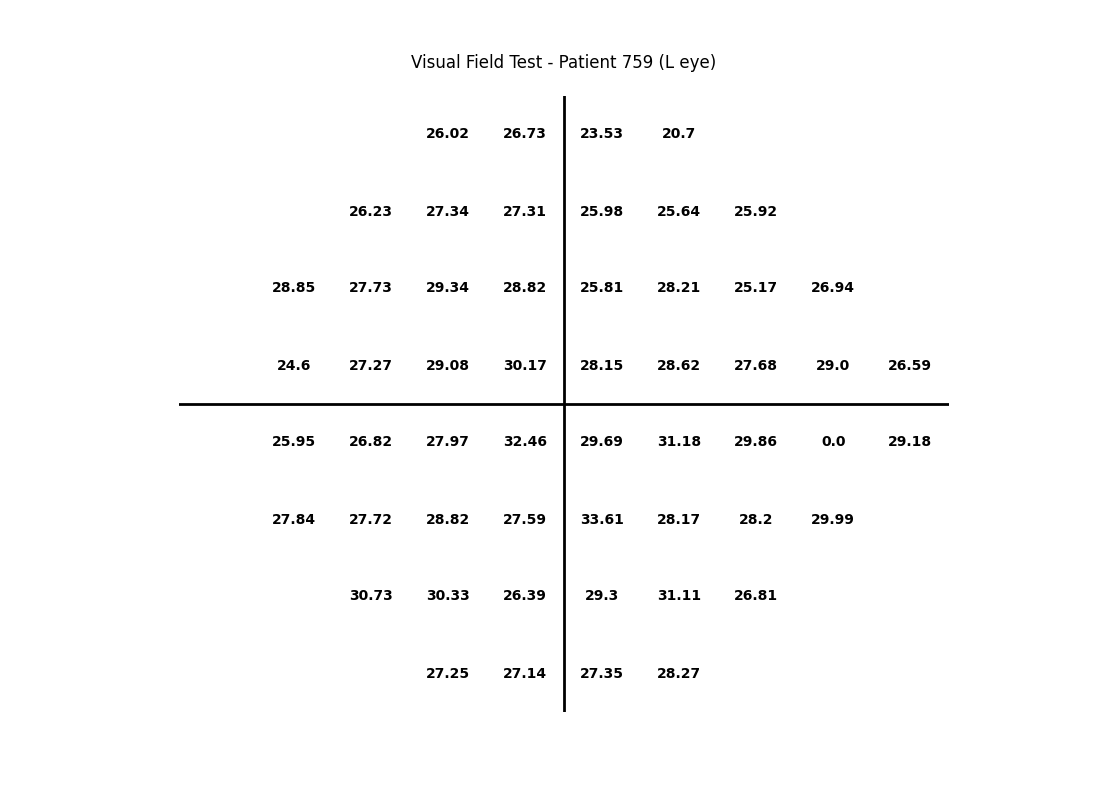 Visual Field Test - Patient 759 (L eye)
26.02 26.73 23.53 20.7
26.23 27.34 27.31 25.98 25.64 25.92
28.85 27.73 29.34 28.82 25.81 28.21 25.17 26.94
24.6 27.27 29.08 30.17 28.15 28.62 27.68 29.0 26.59
25.95 26.82 27.97 32.46 29.69 31.18 29.86 0.0 29.18
27.84 27.72 28.82 27.59 33.61 28.17 28.2 29.99
30.73 30.33 26.39 29.3 31.11 26.81
27.25 27.14 27.35 28.27